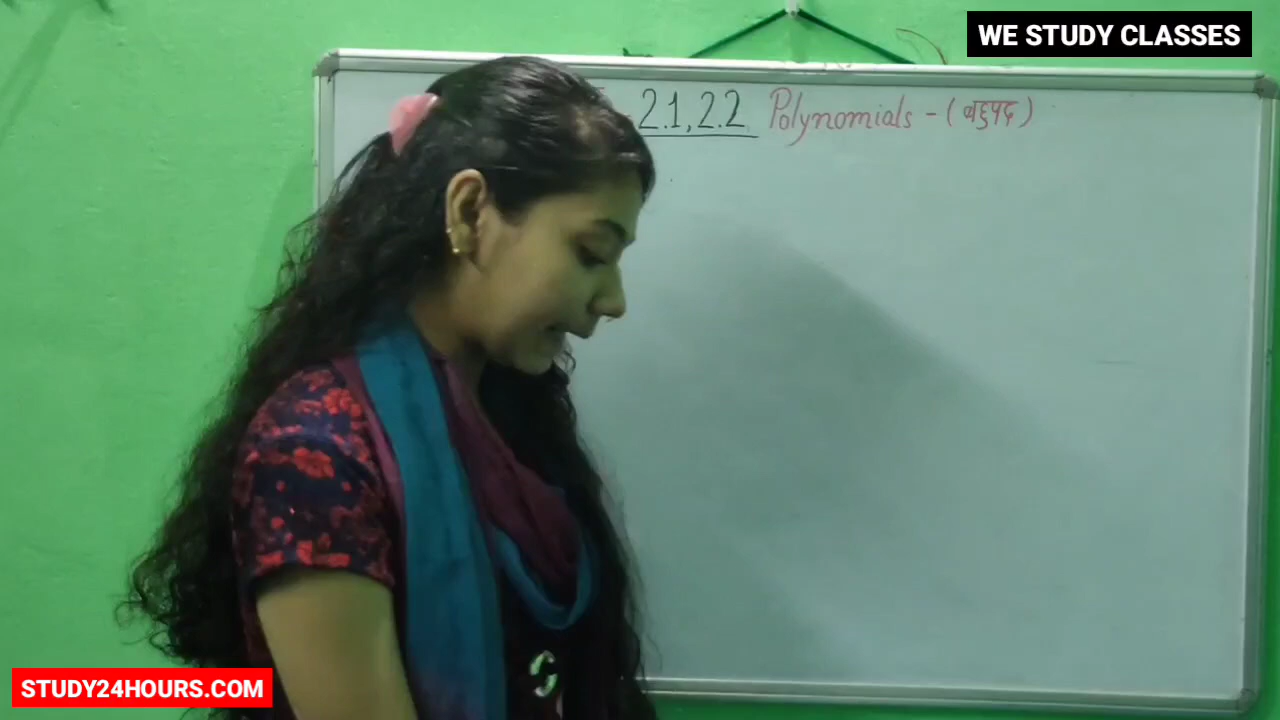 WE STUDY CLASSES
2.1, 2.2 Polynomials - (बहुपद)
STUDY24HOURS.COM